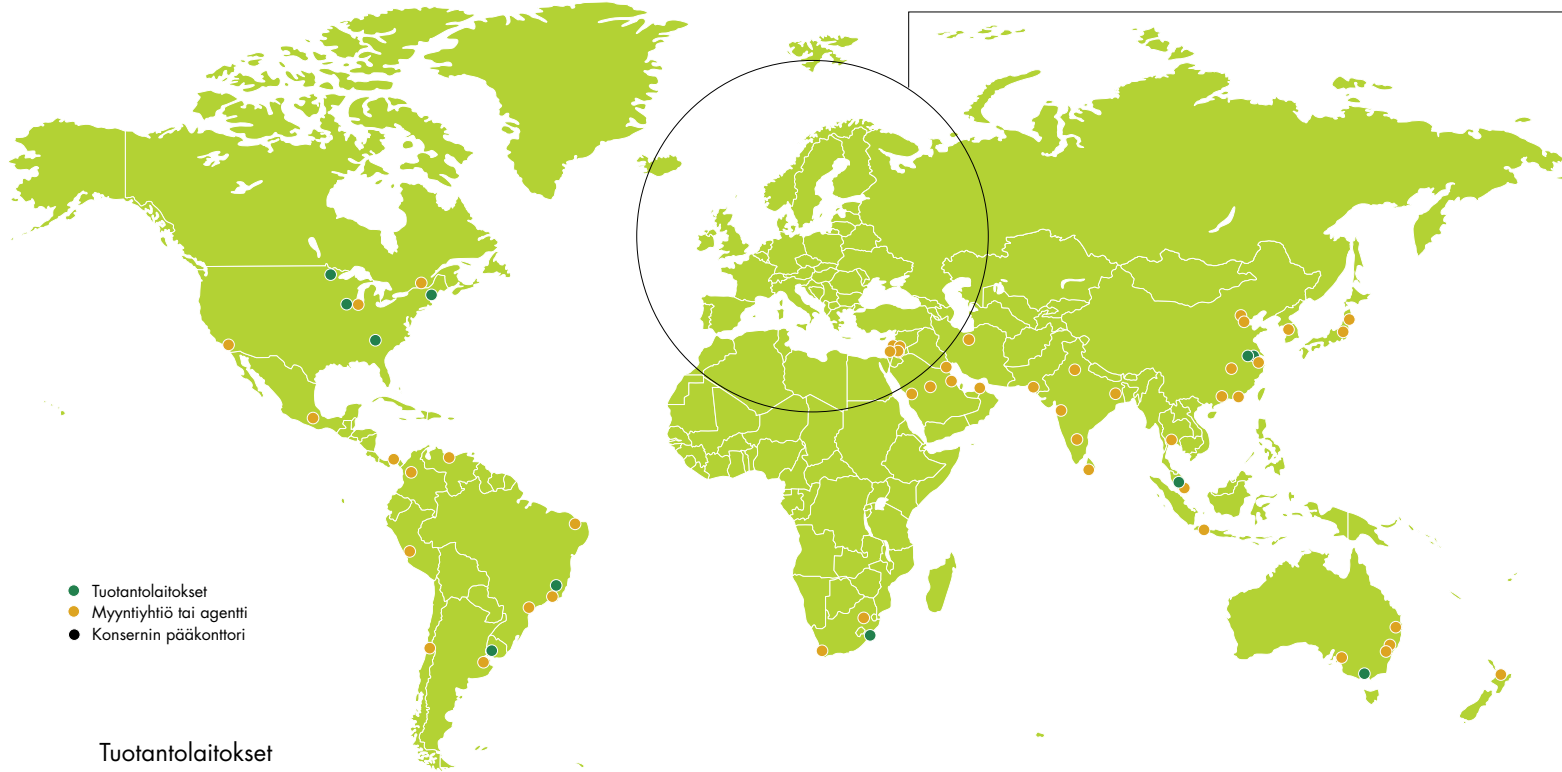 Tuotantolaitokset
Myyntiyhtiö tai agentti
Konsernin pääkonttori
Tuotantolaitokset